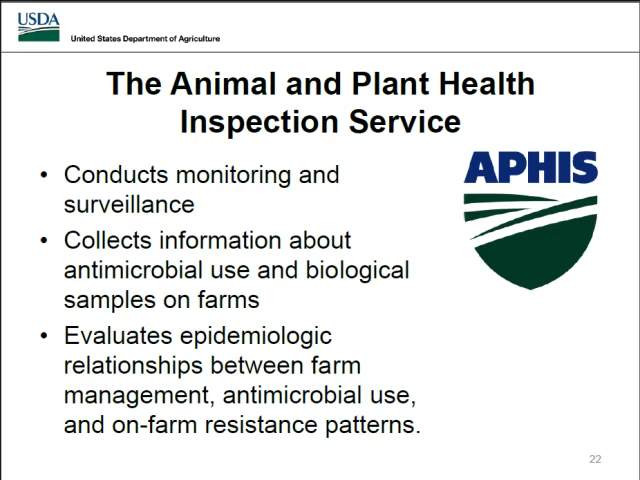 USDA
United States Department of Agriculture
The Animal and Plant Health
Inspection Service
APHIS
• Conducts monitoring and
surveillance
• Collects information about
antimicrobial use and biological
samples on farms
• Evaluates epidemiologic
relationships between farm
management, antimicrobial use,
and on-farm resistance patterns.
22